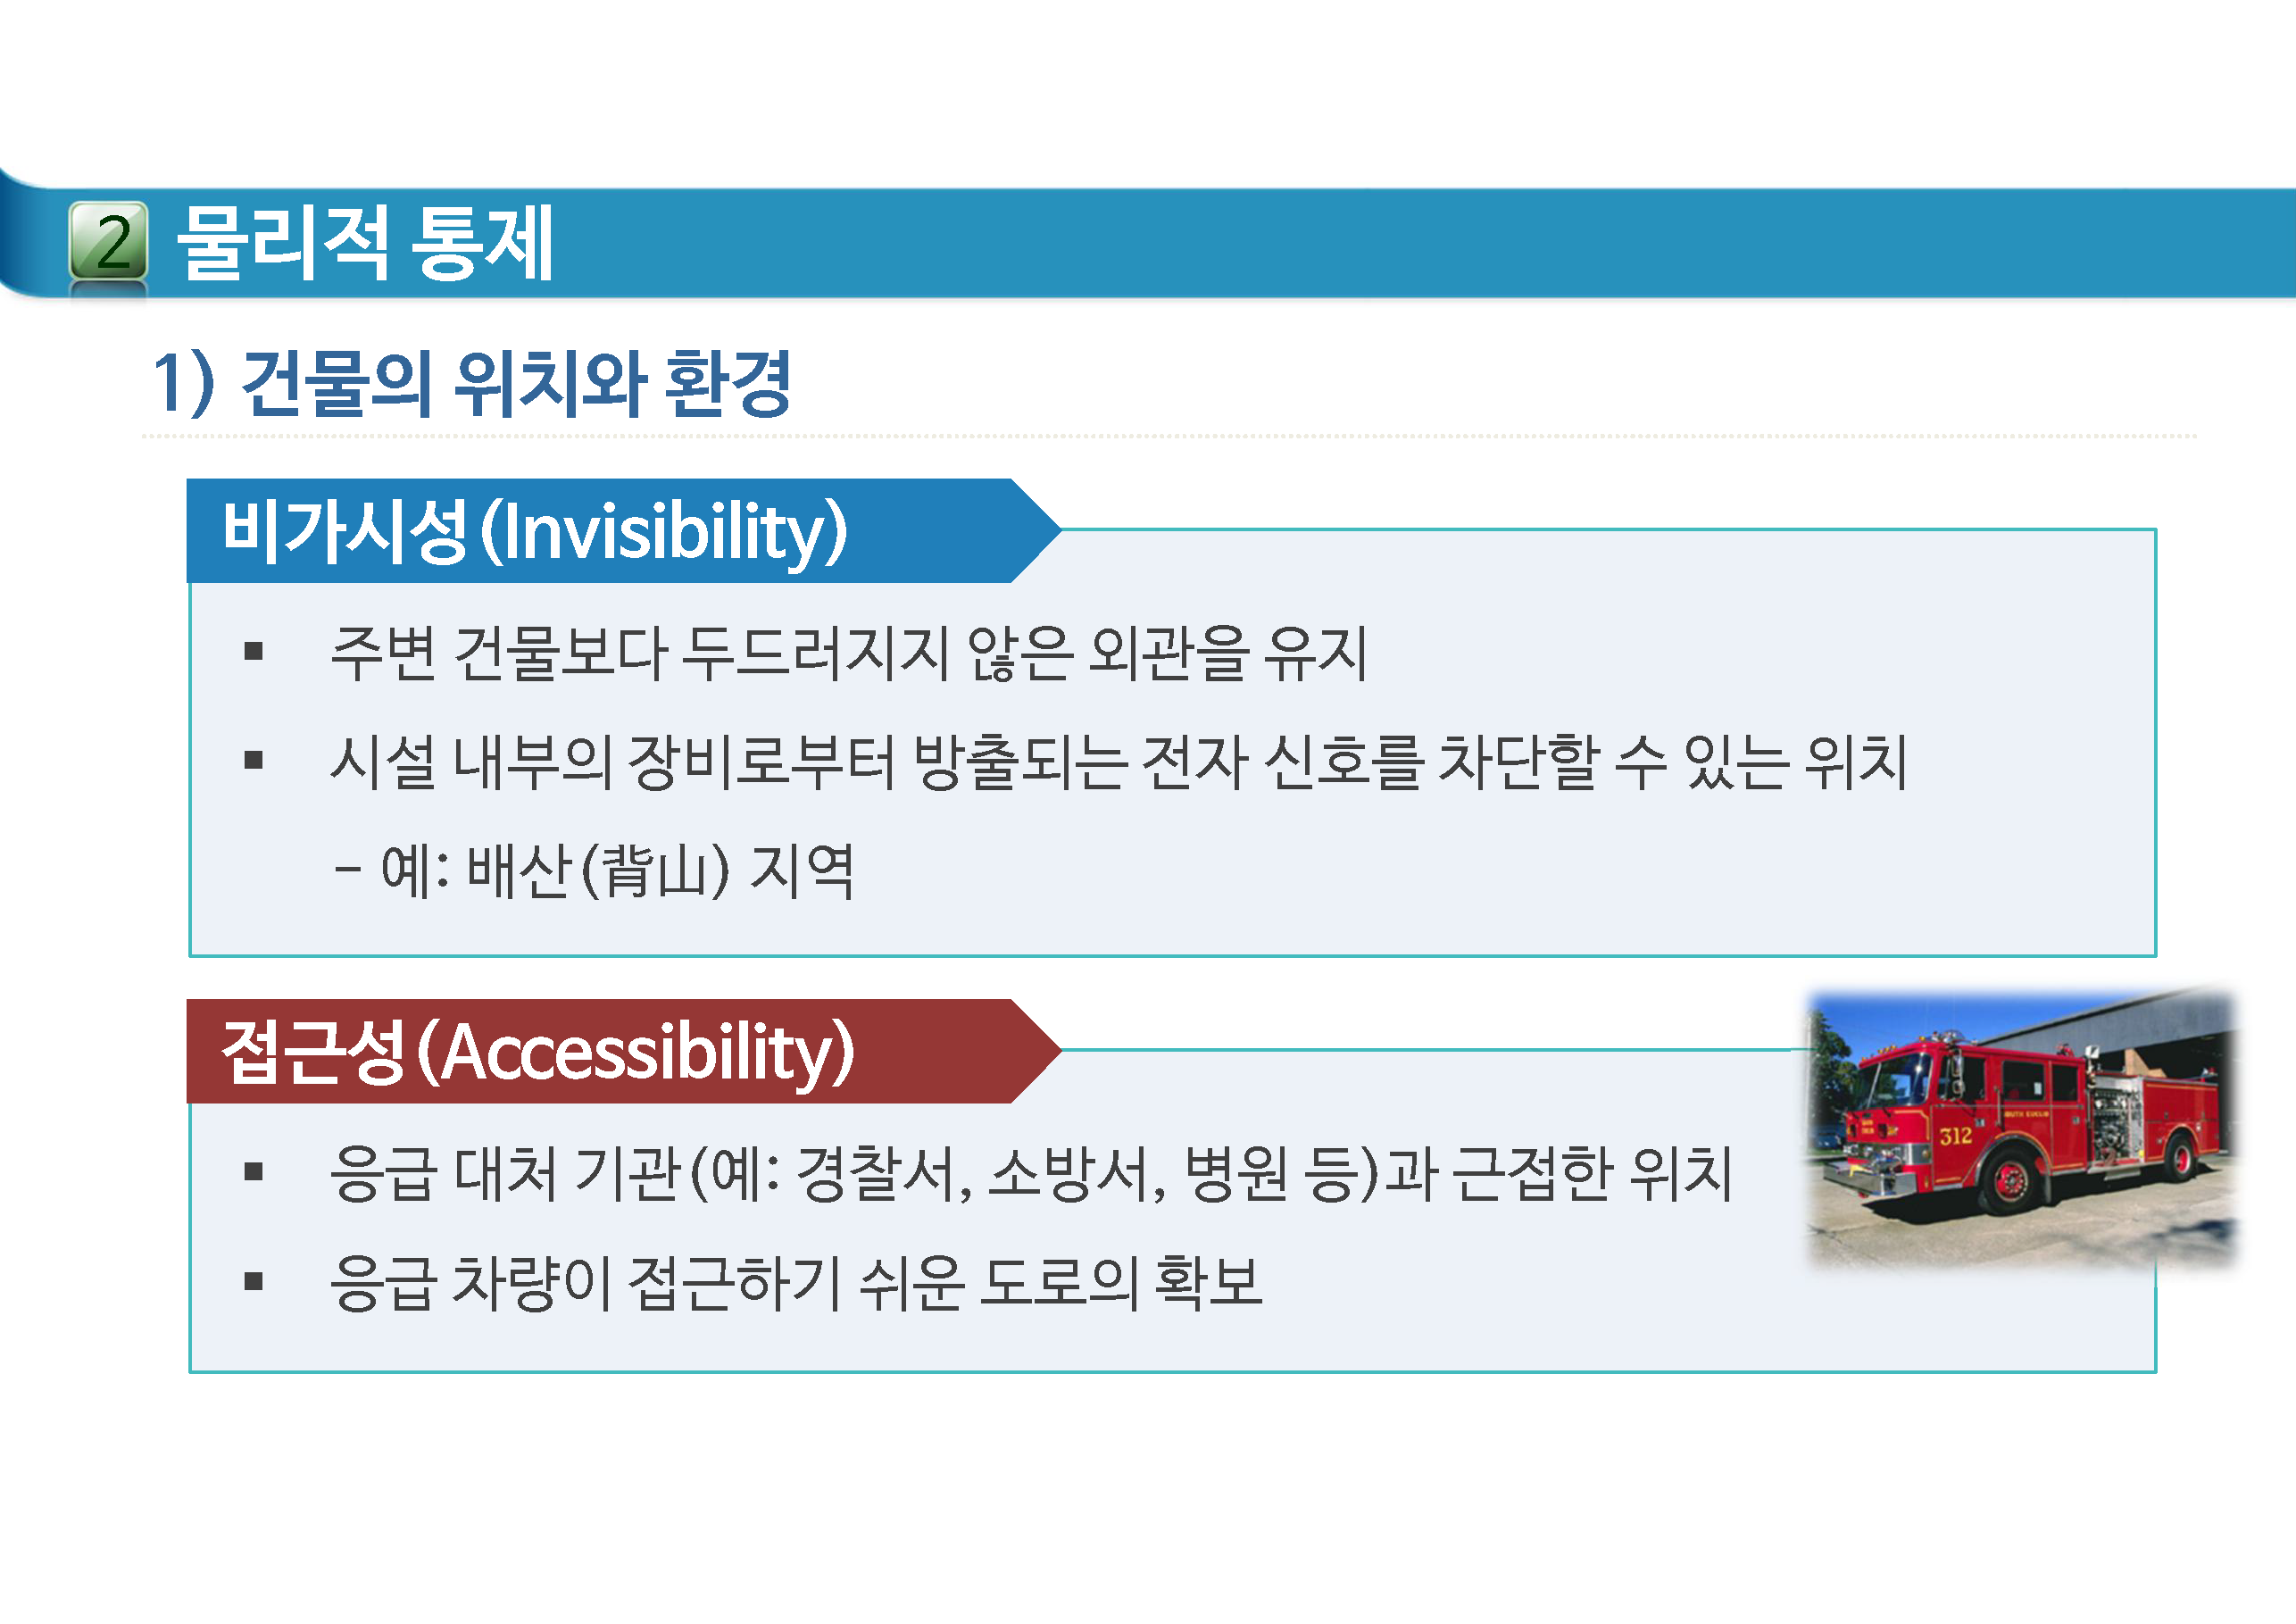 2 물리적 통제
1) 건물의 위치와 환경
비가시성(Invisibility)
▪ 주변 건물보다 두드러지지 않은 외관을 유지
▪ 시설 내부의 장비로부터 방출되는 전자 신호를 차단할 수 있는 위치
- 예: 배산(背山) 지역
접근성(Accessibility)
▪ 응급 대처 기관(예: 경찰서, 소방서, 병원 등)과 근접한 위치
▪ 응급 차량이 접근하기 쉬운 도로의 확보
312